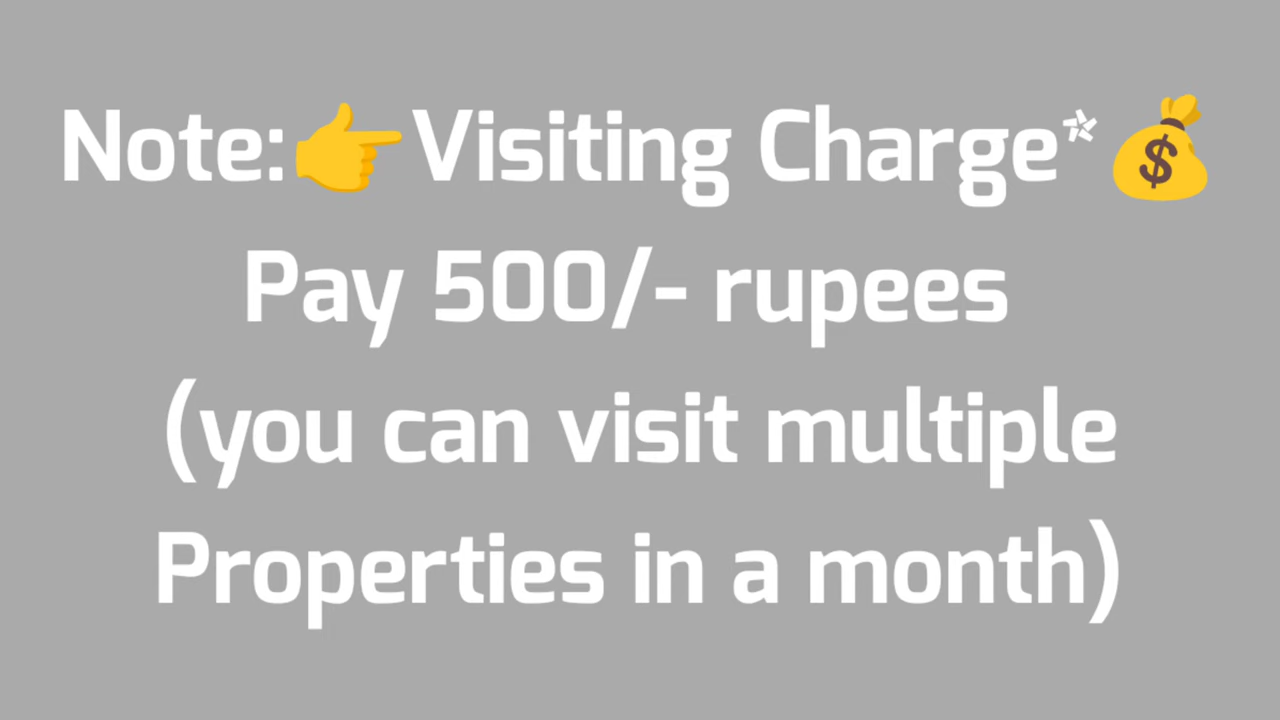 Note:👉Visiting Charge*💰
Pay 500/- rupees
(you can visit multiple
Properties in a month)